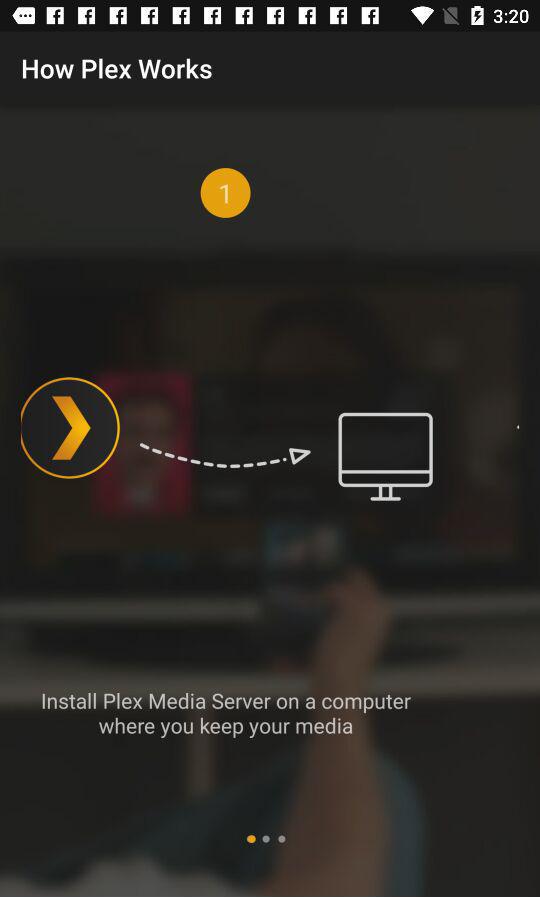 3:20
How Plex Works
1
Install Plex Media Server on a computer
where you keep your media